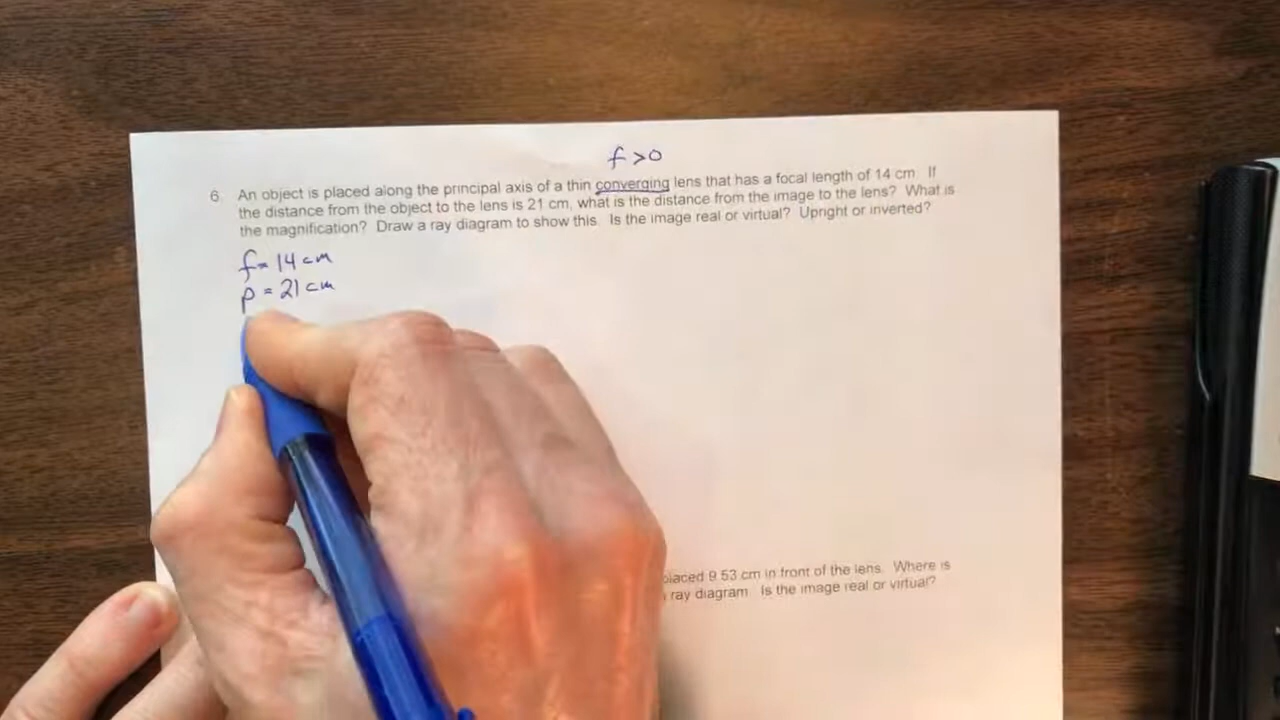 f>0
6. An object is placed along the principal axis of a thin converging lens that has a focal length of 14 cm. If
the distance from the object to the lens is 21 cm, what is the distance from the image to the lens? What is
the magnification? Draw a ray diagram to show this. Is the image real or virtual? Upright or inverted?
f = 14 cm
p = 21 cm
placed 9.53 cm in front of the lens. Where is
ray diagram. Is the image real or virtual?